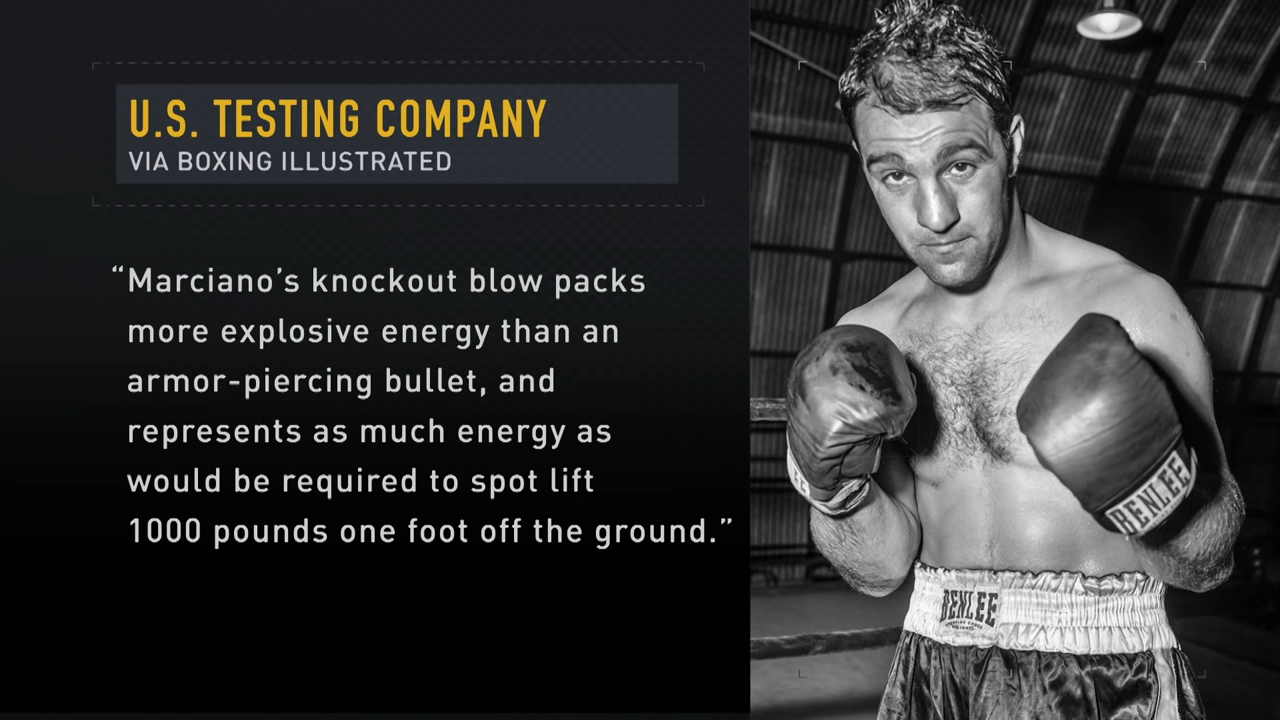 U.S. TESTING COMPANY
VIA BOXING ILLUSTRATED
“Marciano’s knockout blow packs
more explosive energy than an
armor-piercing bullet, and
represents as much energy as
would be required to spot lift
1000 pounds one foot off the ground.”
BENLEE
BENLEE